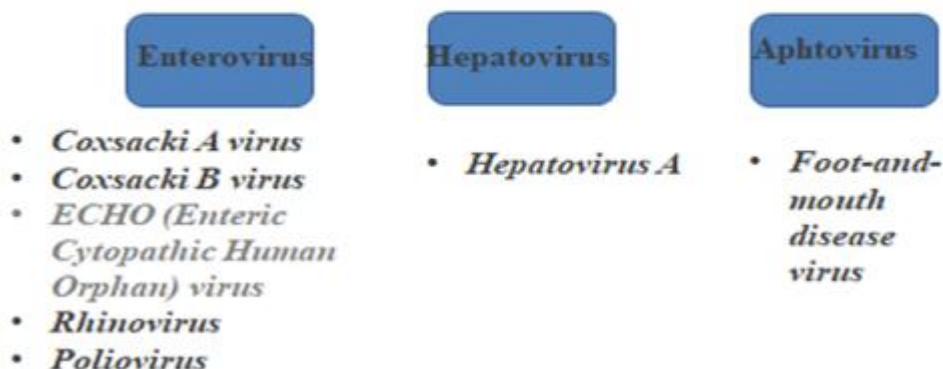 Enterovirus
• Coxsacki A virus
• Coxsacki B virus
• ECHO (Enteric
Cytopathic Human
Orphan) virus
• Rhinovirus
• Poliovirus
Hepatovirus
• Hepatovirus A
Aphtovirus
• Foot-and-
mouth
disease
virus